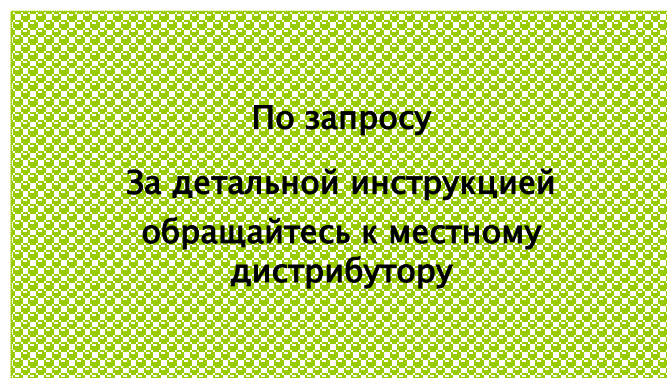 По запросу
За детальной инструкцией
обращайтесь к местному
дистрибутору